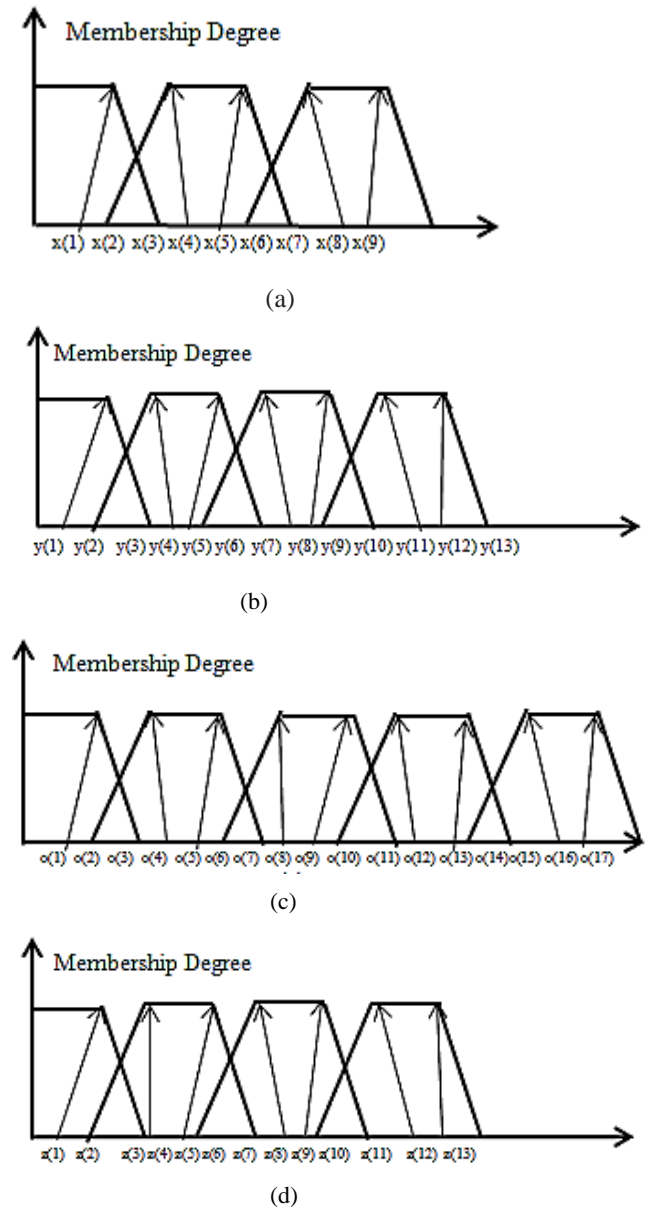 Membership Degree
x(1) x(2) x(3) x(4) x(5) x(6) x(7) x(8) x(9)
(a)
Membership Degree
y(1) y(2) y(3) y(4) y(5) y(6) y(7) y(8) y(9) y(10) y(11) y(12) y(13)
(b)
Membership Degree
o(1) o(2) o(3) o(4) o(5) o(6) o(7) o(8) o(9) o(10) o(11) o(12) o(13) o(14) o(15) o(16) o(17)
(c)
Membership Degree
z(1) z(2) z(3) z(4) z(5) z(6) z(7) z(8) z(9) z(10) z(11) z(12) z(13)
(d)